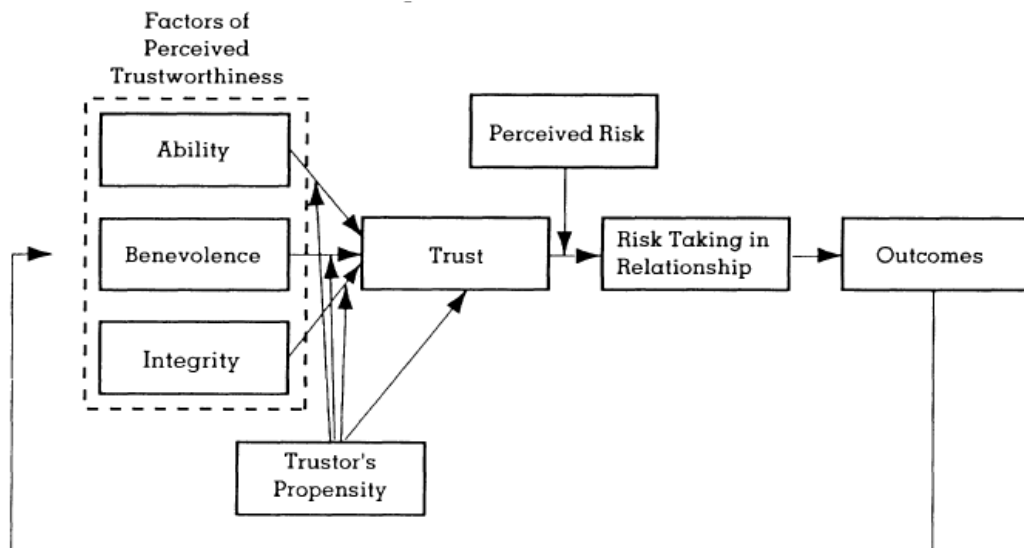 Factors of
Perceived
Trustworthiness
Ability
Benevolence
Integrity
Trustor's
Propensity
Trust
Perceived Risk
Risk Taking in
Relationship
Outcomes